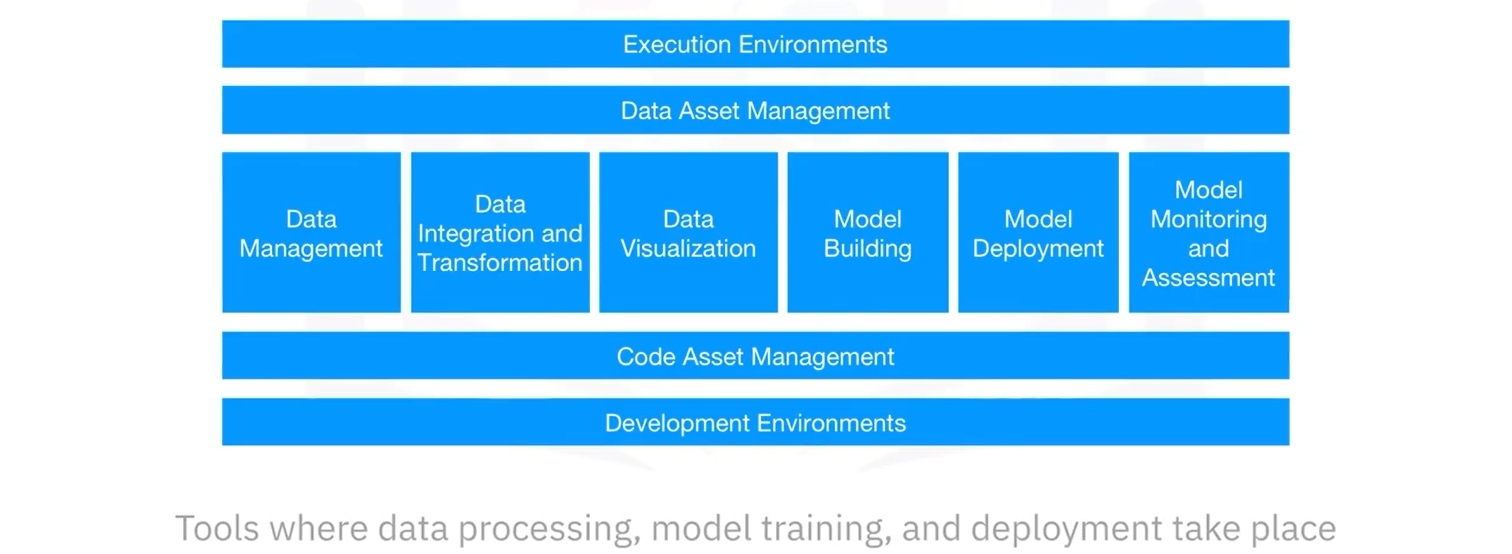 Execution Environments
Data Asset Management
Data
Management
Data
Integration and
Transformation
Data
Visualization
Model
Building
Model
Deployment
Model
Monitoring
and
Assessment
Code Asset Management
Development Environments
Tools where data processing, model training, and deployment take place